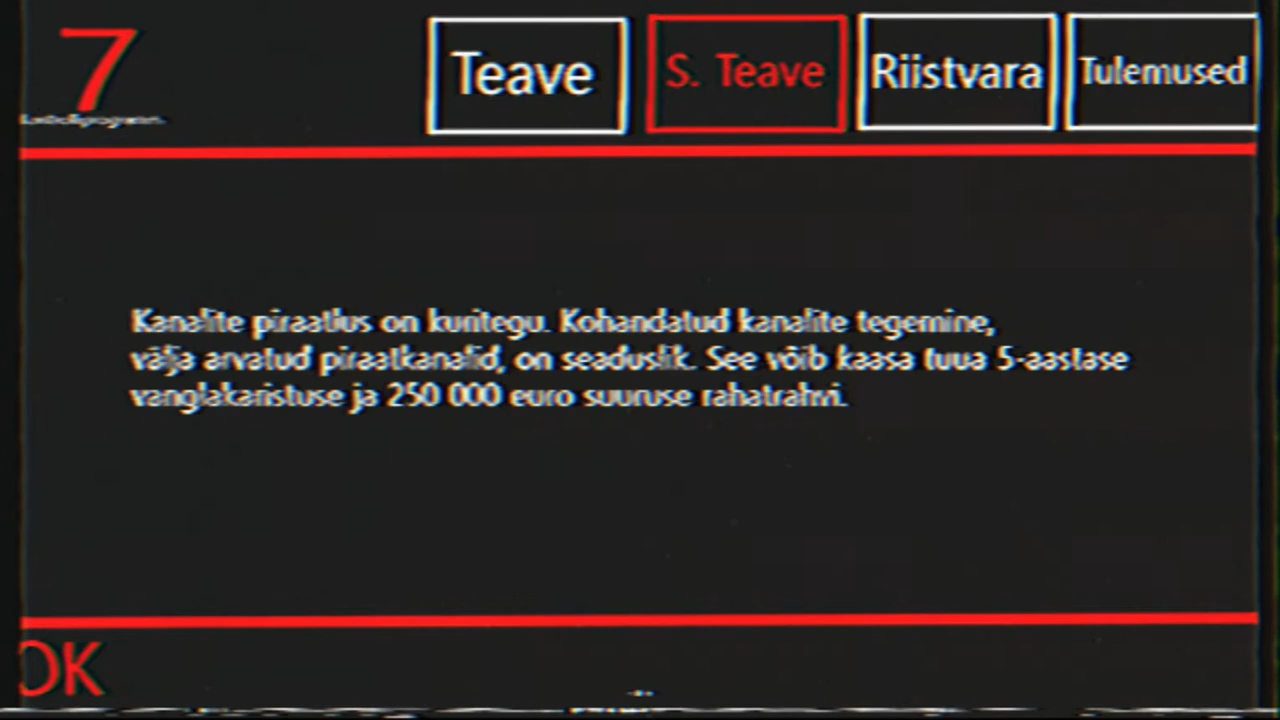 7
Teave
S. Teave
Riistvara
Tulemused
Kanalite piraatlus on kuritegu. Kohandatud kanalite tegemine,
välja arvatud piraatkanalid, on seaduslik. See võib kaasa tuua 5-aastase
vanglakaristuse ja 250 000 euro suuruse rahatrahvi.
OK